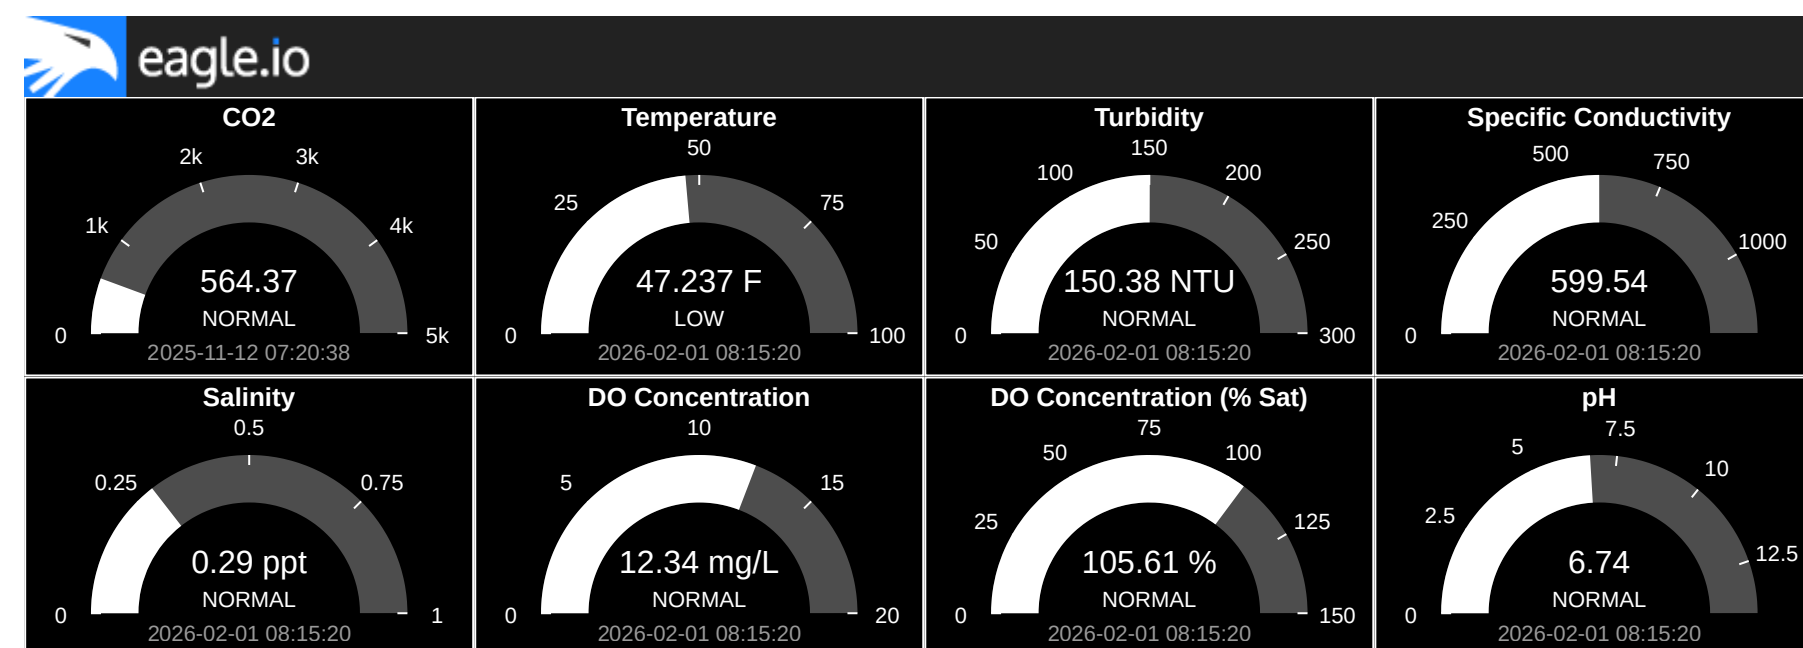 eagle.io
CO2
0
1k
2k
3k
4k
5k
564.37
NORMAL
2025-11-12 07:20:38
Temperature
0
25
50
75
100
47.237 F
LOW
2026-02-01 08:15:20
Turbidity
0
50
100
150
200
250
300
150.38 NTU
NORMAL
2026-02-01 08:15:20
Specific Conductivity
0
250
500
750
1000
599.54
NORMAL
2026-02-01 08:15:20
Salinity
0
0.25
0.5
0.75
1
0.29 ppt
NORMAL
2026-02-01 08:15:20
DO Concentration
0
5
10
15
20
12.34 mg/L
NORMAL
2026-02-01 08:15:20
DO Concentration (% Sat)
0
25
50
75
100
125
150
105.61 %
NORMAL
2026-02-01 08:15:20
pH
0
2.5
5
7.5
10
12.5
6.74
NORMAL
2026-02-01 08:15:20